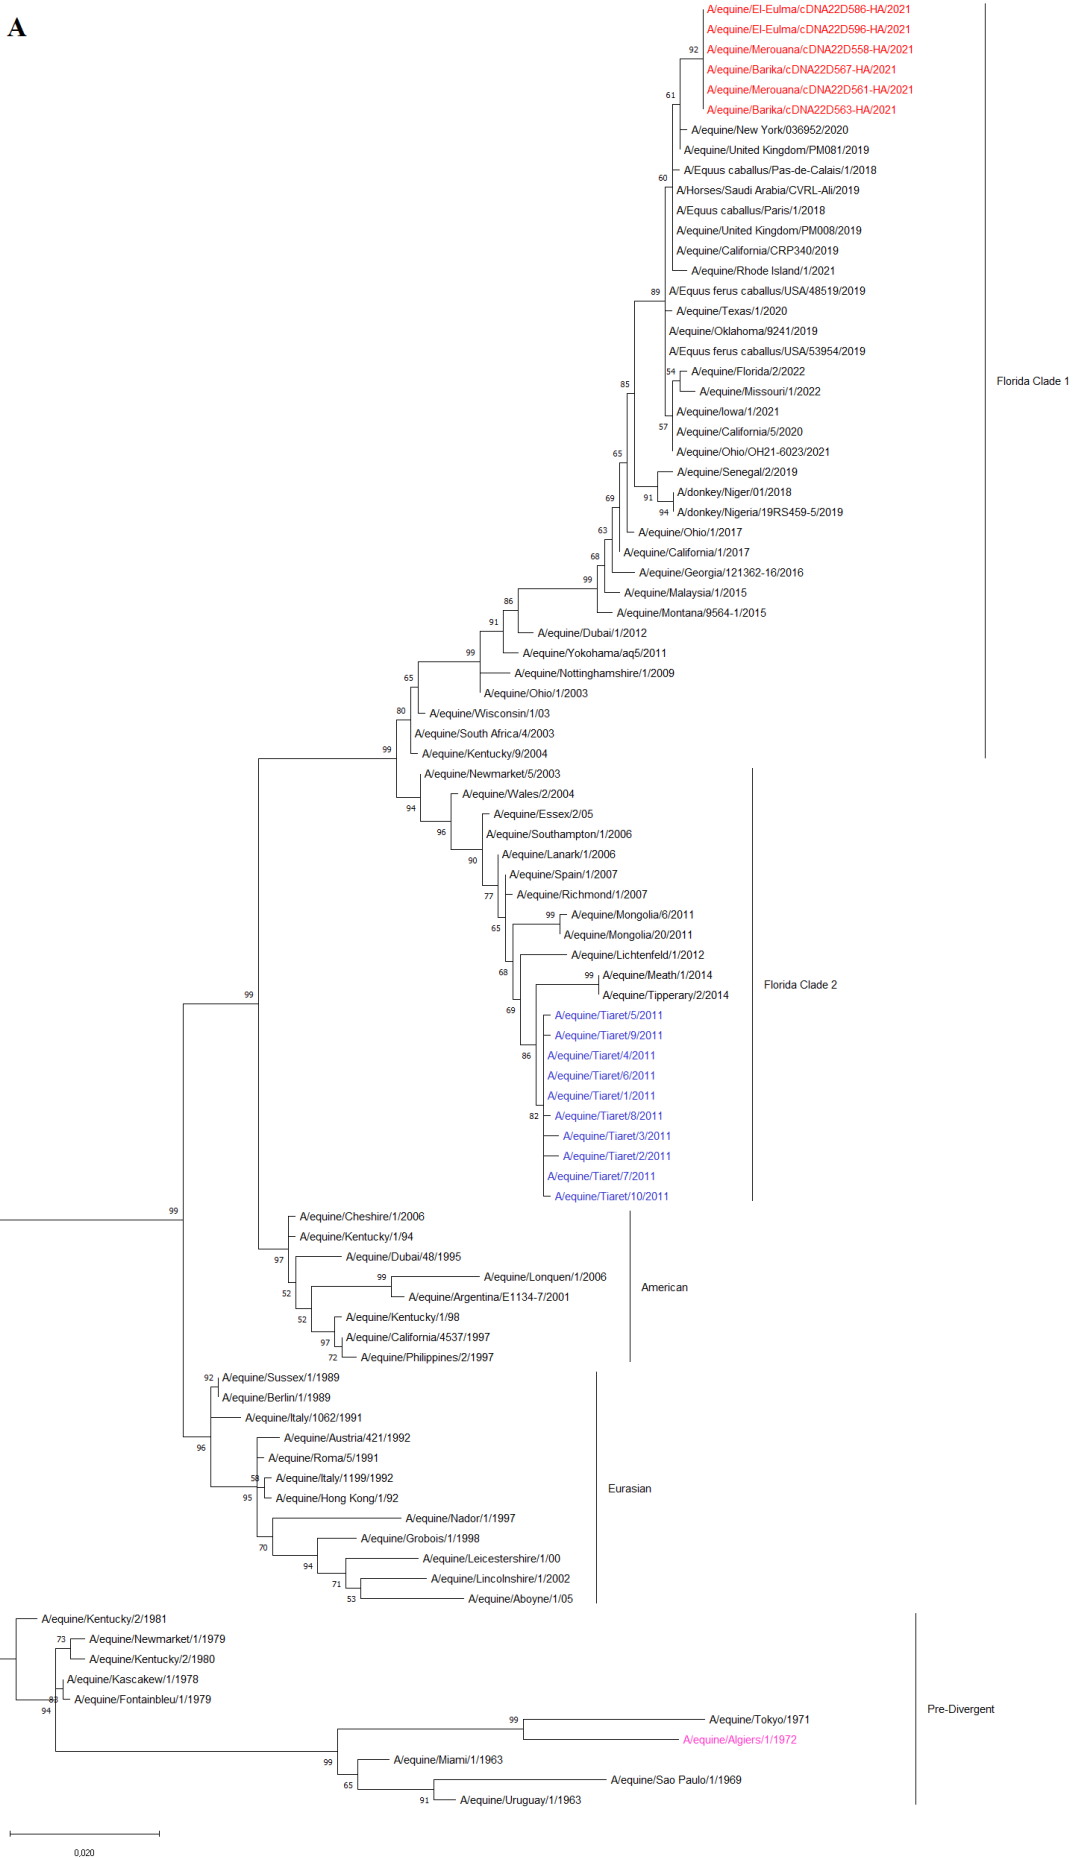 A
A/equine/El-Eulma/cDNA22D586-HA/2021
A/equine/El-Eulma/cDNA22D596-HA/2021
92
A/equine/Merouana/cDNA22D558-HA/2021
A/equine/Barika/cDNA22D567-HA/2021
A/equine/Merouana/cDNA22D561-HA/2021
61
A/equine/Barika/cDNA22D563-HA/2021
A/equine/New York/036952/2020
A/equine/United Kingdom/PM081/2019
A/Equus caballus/Pas-de-Calais/1/2018
60
A/Horses/Saudi Arabia/CVRL-Ali/2019
A/Equus caballus/Paris/1/2018
A/equine/United Kingdom/PM008/2019
A/equine/California/CRP340/2019
A/equine/Rhode Island/1/2021
89
A/Equus ferus caballus/USA/48519/2019
A/equine/Texas/1/2020
A/equine/Oklahoma/9241/2019
A/Equus ferus caballus/USA/53954/2019
54
A/equine/Florida/2/2022
Florida Clade 1
85
A/equine/Missouri/1/2022
A/equine/Iowa/1/2021
57
A/equine/California/5/2020
A/equine/Ohio/OH21-6023/2021
65
A/equine/Senegal/2/2019
91
A/donkey/Niger/01/2018
69
94
A/donkey/Nigeria/19RS459-5/2019
63
A/equine/Ohio/1/2017
68
A/equine/California/1/2017
99
A/equine/Georgia/121362-16/2016
86
A/equine/Malaysia/1/2015
A/equine/Montana/9564-1/2015
91
A/equine/Dubai/1/2012
99
A/equine/Yokohama/aq5/2011
65
A/equine/Nottinghamshire/1/2009
A/equine/Ohio/1/2003
80
A/equine/Wisconsin/1/03
A/equine/South Africa/4/2003
99
A/equine/Kentucky/9/2004
A/equine/Newmarket/5/2003
94
A/equine/Wales/2/2004
96
A/equine/Essex/2/05
A/equine/Southampton/1/2006
90
A/equine/Lanark/1/2006
A/equine/Spain/1/2007
77
A/equine/Richmond/1/2007
99
A/equine/Mongolia/6/2011
65
A/equine/Mongolia/20/2011
A/equine/Lichtenfeld/1/2012
68
99
A/equine/Meath/1/2014
Florida Clade 2
A/equine/Tipperary/2/2014
99
69
A/equine/Tiaret/5/2011
A/equine/Tiaret/9/2011
86
A/equine/Tiaret/4/2011
A/equine/Tiaret/6/2011
A/equine/Tiaret/1/2011
82
A/equine/Tiaret/8/2011
A/equine/Tiaret/3/2011
A/equine/Tiaret/2/2011
A/equine/Tiaret/7/2011
A/equine/Tiaret/10/2011
99
A/equine/Cheshire/1/2006
A/equine/Kentucky/1/94
97
A/equine/Dubai/48/1995
99
A/equine/Lonquen/1/2006
American
52
A/equine/Argentina/E1134-7/2001
52
A/equine/Kentucky/1/98
97
A/equine/California/4537/1997
72
A/equine/Philippines/2/1997
92
A/equine/Sussex/1/1989
A/equine/Berlin/1/1989
A/equine/Italy/1062/1991
96
A/equine/Austria/421/1992
A/equine/Roma/5/1991
58
A/equine/Italy/1199/1992
Eurasian
95
A/equine/Hong Kong/1/92
A/equine/Nador/1/1997
70
A/equine/Grobois/1/1998
94
A/equine/Leicestershire/1/00
71
A/equine/Lincolnshire/1/2002
53
A/equine/Aboyne/1/05
A/equine/Kentucky/2/1981
73
A/equine/Newmarket/1/1979
A/equine/Kentucky/2/1980
A/equine/Kascakew/1/1978
83
A/equine/Fontainbleu/1/1979
94
Pre-Divergent
99
A/equine/Tokyo/1971
A/equine/Algiers/1/1972
99
A/equine/Miami/1/1963
65
A/equine/Sao Paulo/1/1969
91
A/equine/Uruguay/1/1963
0,020